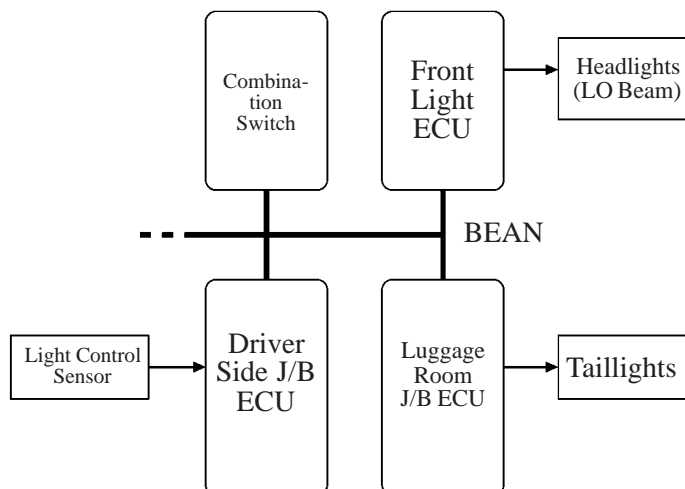 Combina-
tion
Switch
Front
Light
ECU
Headlights
(LO Beam)
BEAN
Light Control
Sensor
Driver
Side J/B
ECU
Luggage
Room
J/B ECU
Taillights